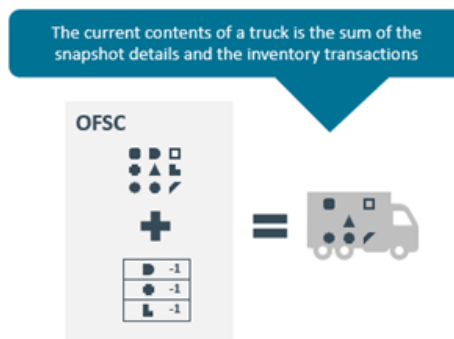 The current contents of a truck is the sum of the
snapshot details and the inventory transactions
OFSC
-1
-1
-1